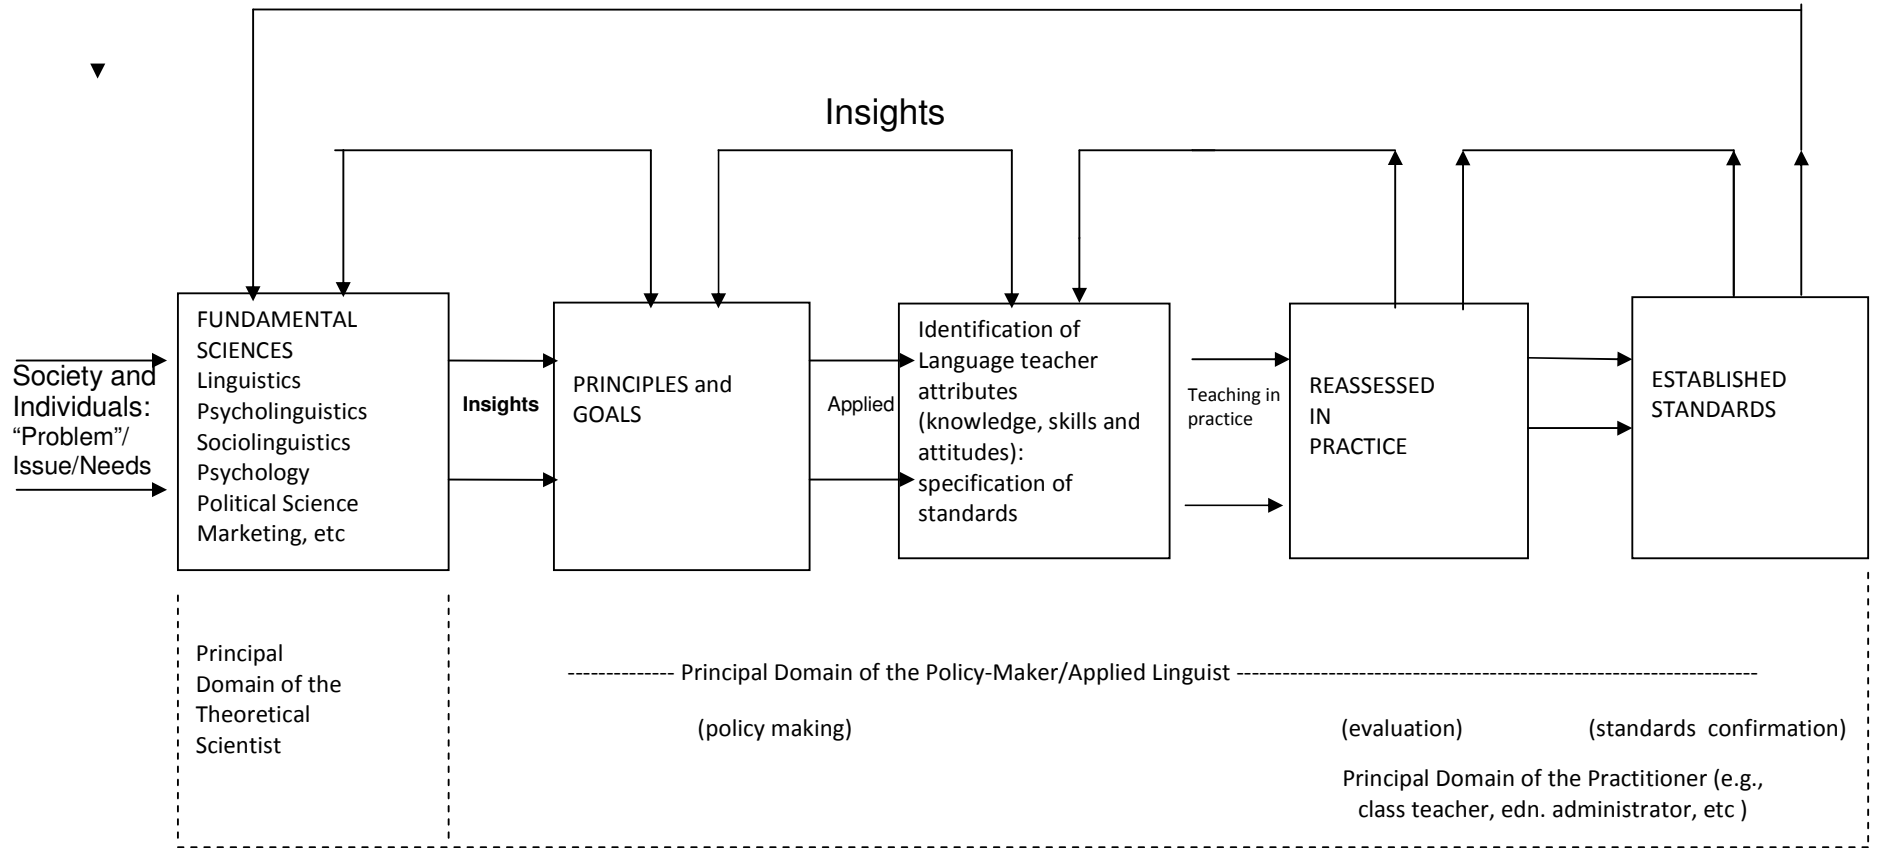 Insights
Society and
Individuals:
“Problem”/
Issue/Needs
FUNDAMENTAL
SCIENCES
Linguistics
Psycholinguistics
Sociolinguistics
Psychology
Political Science
Marketing, etc
Insights
PRINCIPLES and
GOALS
Applied
Identification of
Language teacher
attributes
(knowledge, skills and
attitudes):
specification of
standards
Teaching in
practice
REASSESSED
IN
PRACTICE
ESTABLISHED
STANDARDS
Principal
Domain of the
Theoretical
Scientist
-------------- Principal Domain of the Policy-Maker/Applied Linguist --------------------------------------------------------------------
(policy making)
(evaluation)
(standards confirmation)
Principal Domain of the Practitioner (e.g.,
class teacher, edn. administrator, etc )